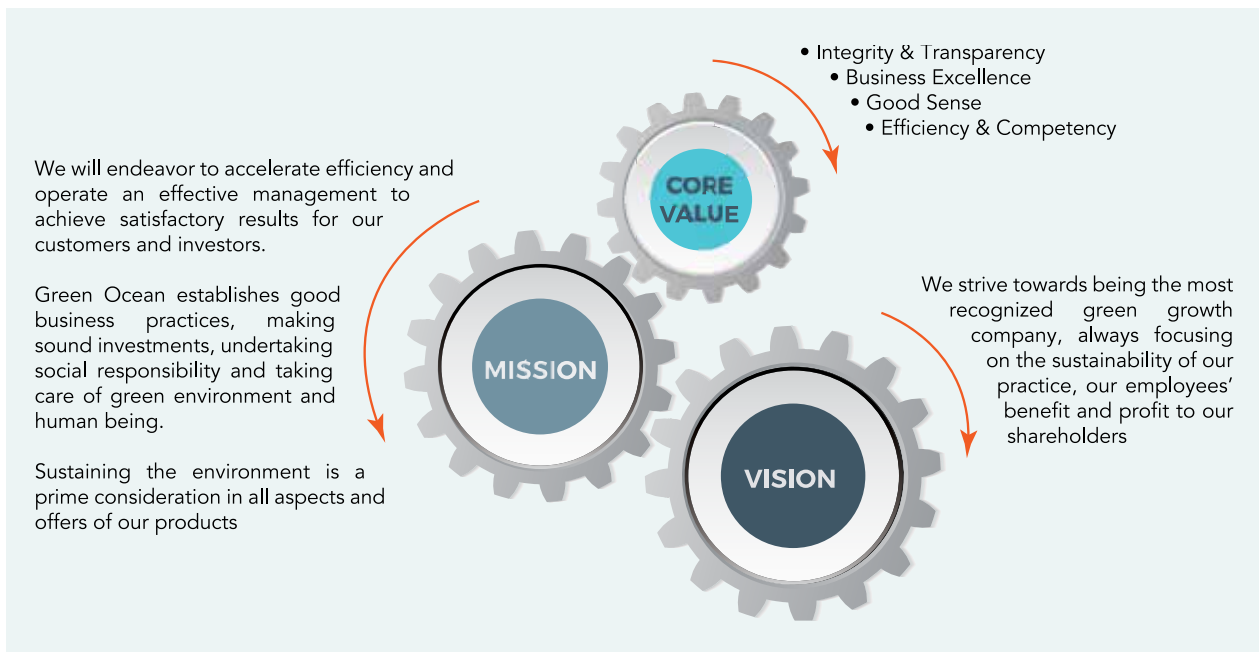 • Integrity & Transparency
• Business Excellence
• Good Sense
• Efficiency & Competency
CORE
VALUE
We will endeavor to accelerate efficiency and
operate an effective management to
achieve satisfactory results for our
customers and investors.
Green Ocean establishes good
business practices, making
sound investments, undertaking
social responsibility and taking
care of green environment and
human being.
Sustaining the environment is a
prime consideration in all aspects and
offers of our products
MISSION
We strive towards being the most
recognized green growth
company, always focusing
on the sustainability of our
practice, our employees’
benefit and profit to our
shareholders
VISION